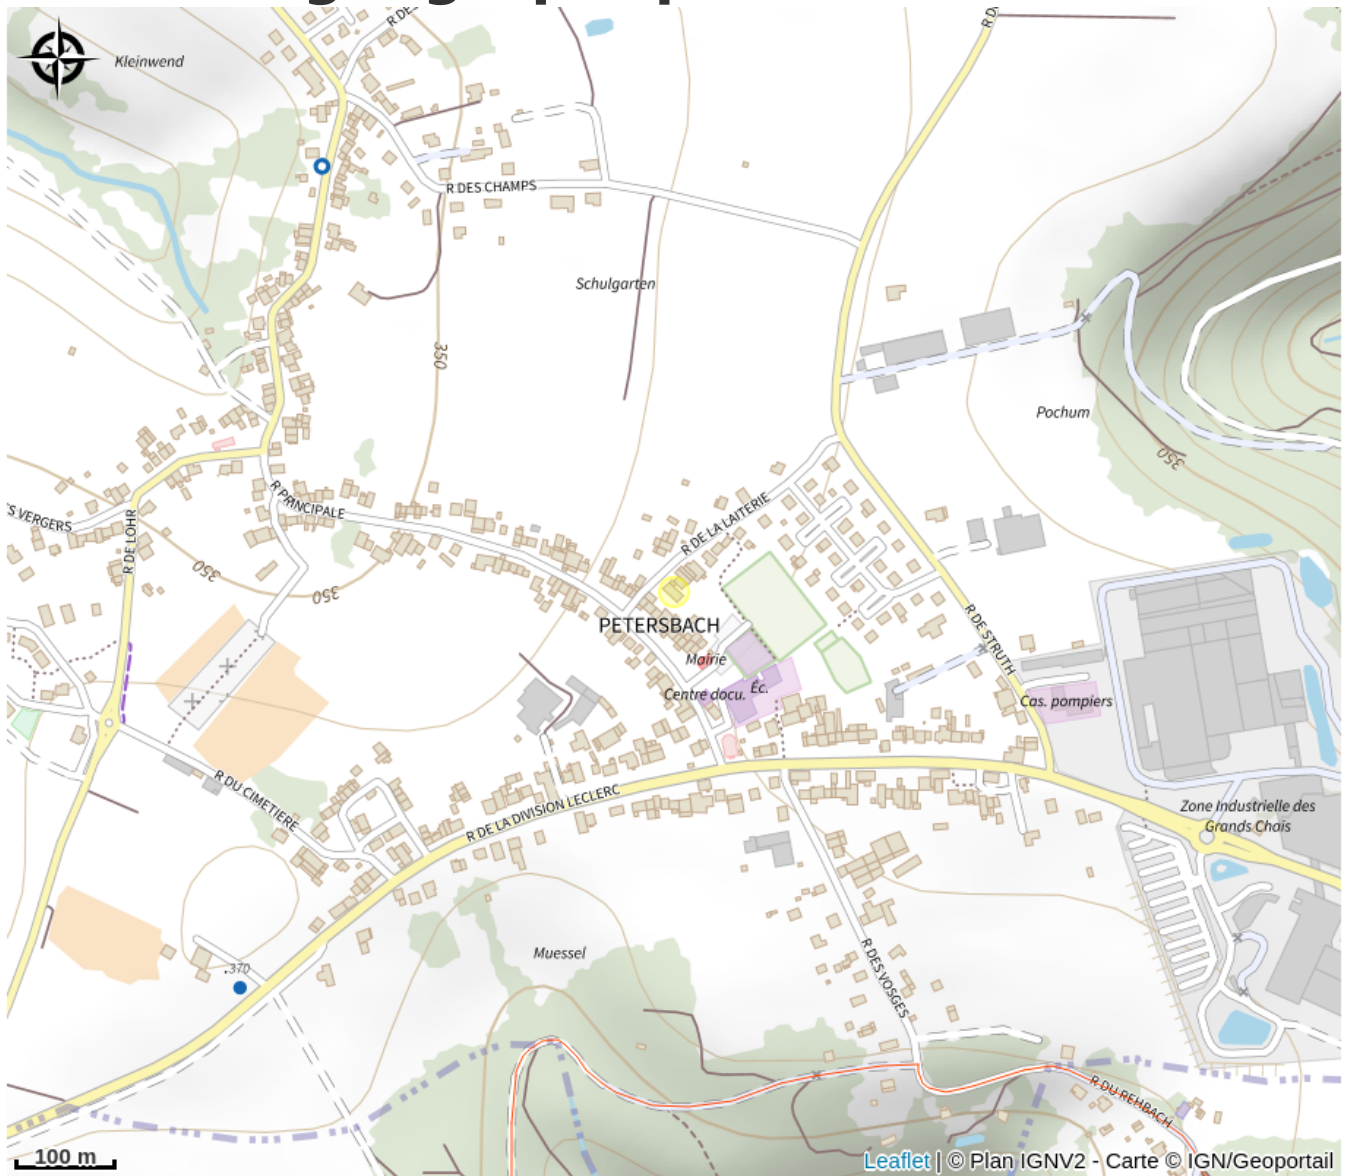 R DES
R D
Kleinwend
R DES CHAMPS
Schulgarten
350
Pochum
350
R PRINCIPALE
S VERGERS
R DE LOHR
R DE LA LAITERIE
350
350
PETERSBACH
R DE STRUTH
Mairie
Centre docu.
Éc.
Cas. pompiers
R DU CIMETIERE
R DE LA DIVISION LECLERC
Zone Industrielle des
Grands Chais
Muessel
.370
R DES VOSGES
R DU REHBACH
100 m
Leaflet | © Plan IGNV2 - Carte © IGN/Geoportail